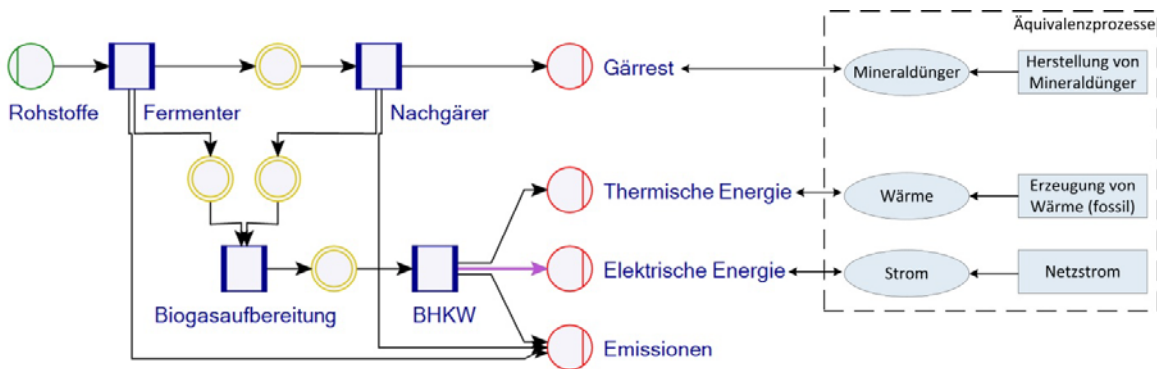 Äquivalenzprozesse
Rohstoffe
Fermenter
Nachgärer
Gärrest
Mineraldünger
Herstellung von
Mineraldünger
Thermische Energie
Wärme
Erzeugung von
Wärme (fossil)
Biogasaufbereitung
BHKW
Elektrische Energie
Strom
Netzstrom
Emissionen